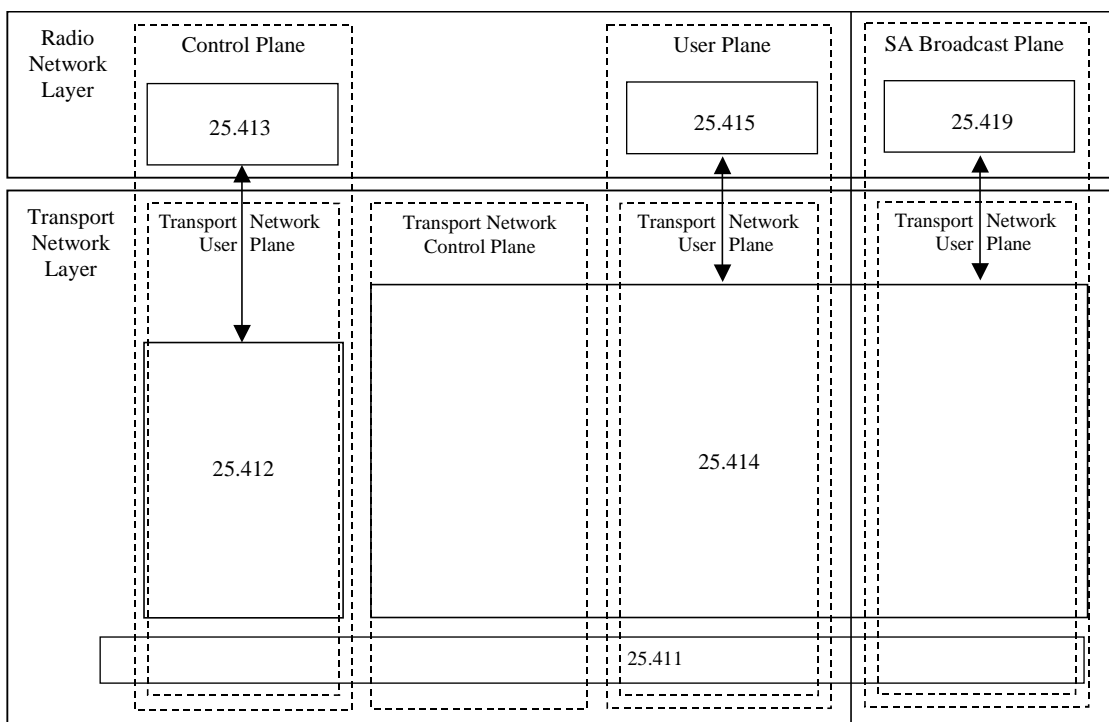 Radio
Network
Layer
Control Plane
User Plane
SA Broadcast Plane
25.413
25.415
25.419
Transport
Network
Layer
Transport Network
User Plane
Transport Network
Control Plane
Transport Network
User Plane
Transport Network
User Plane
25.412
25.414
25.411